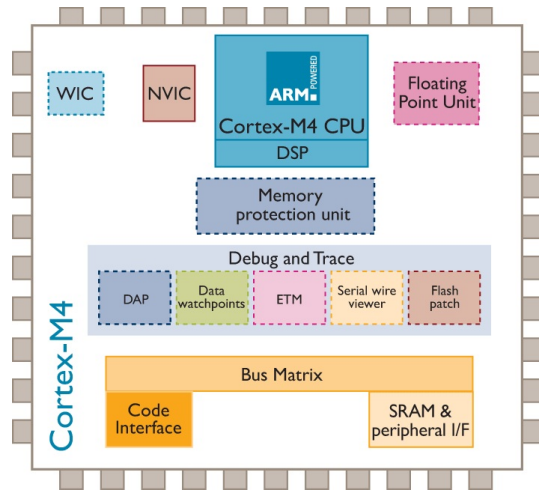 WIC
NVIC
ARM POWERED
Cortex-M4 CPU
DSP
Floating
Point Unit
Memory
protection unit
Debug and Trace
DAP
Data
watchpoints
ETM
Serial wire
viewer
Flash
patch
Bus Matrix
Code
Interface
SRAM &
peripheral I/F
Cortex-M4